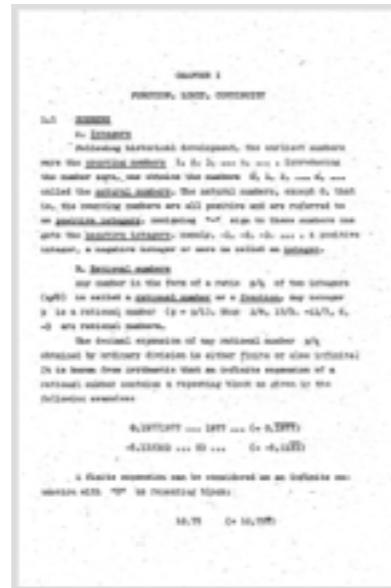 CHAPTER I
FUNCTION, LIMIT, CONTINUITY
1.1 NUMBERS
a. Integers
Following historical development, the earliest numbers
were the counting numbers 1, 2, 3, ... n, ... . Introducing
the number zero, one obtains the numbers 0, 1, 2, ... n, ...
called the natural numbers. The natural numbers, except 0, that
is, the counting numbers are all positive and are referred to
as positive integers. Assigning "-" sign to these numbers one
gets the negative integers, namely, -1, -2, -3, ... . A positive
integer, a negative integer or zero is called an integer.
b. Rational numbers
Any number in the form of a ratio p/q of two integers
(q≠0) is called a rational number or a fraction. Any integer
p is a rational number (p = p/1). Thus
-3 are rational numbers.
The decimal expansion of any rational number p/q
obtained by ordinary division is either finite or else infinite.
It is known from arithmetic that an infinite expansion of a
rational number contains a repeating block as given in the
following examples:
A finite expansion can be considered as an infinite ex-
pansion with "0" as repeating block: